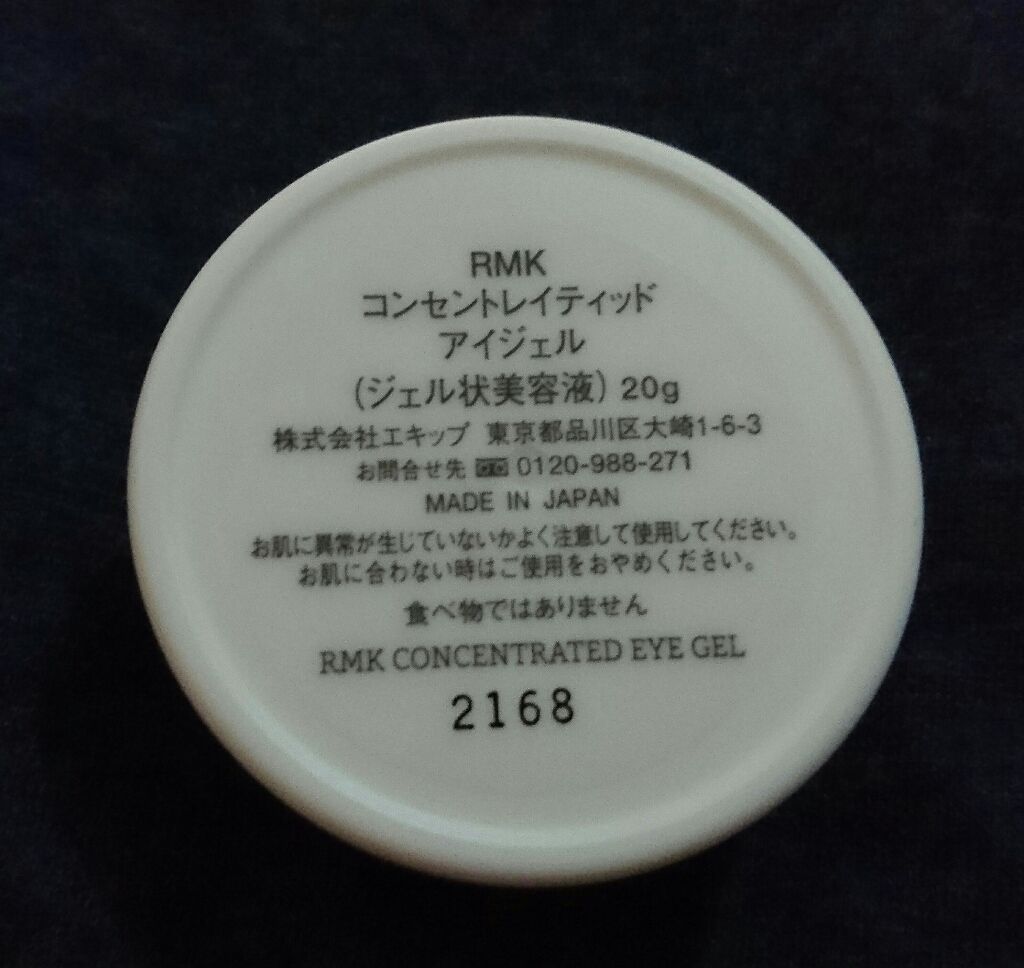 RMK
コンセントレイティッド
アイジェル
(ジェル状美容液) 20g
株式会社エキップ 東京都品川区大崎1-6-3
お問合せ先 0120-988-271
MADE IN JAPAN
お肌に異常が生じていないかよく注意して使用してください。
お肌に合わない時はご使用をおやめください。
食べ物ではありません
RMK CONCENTRATED EYE GEL
2168